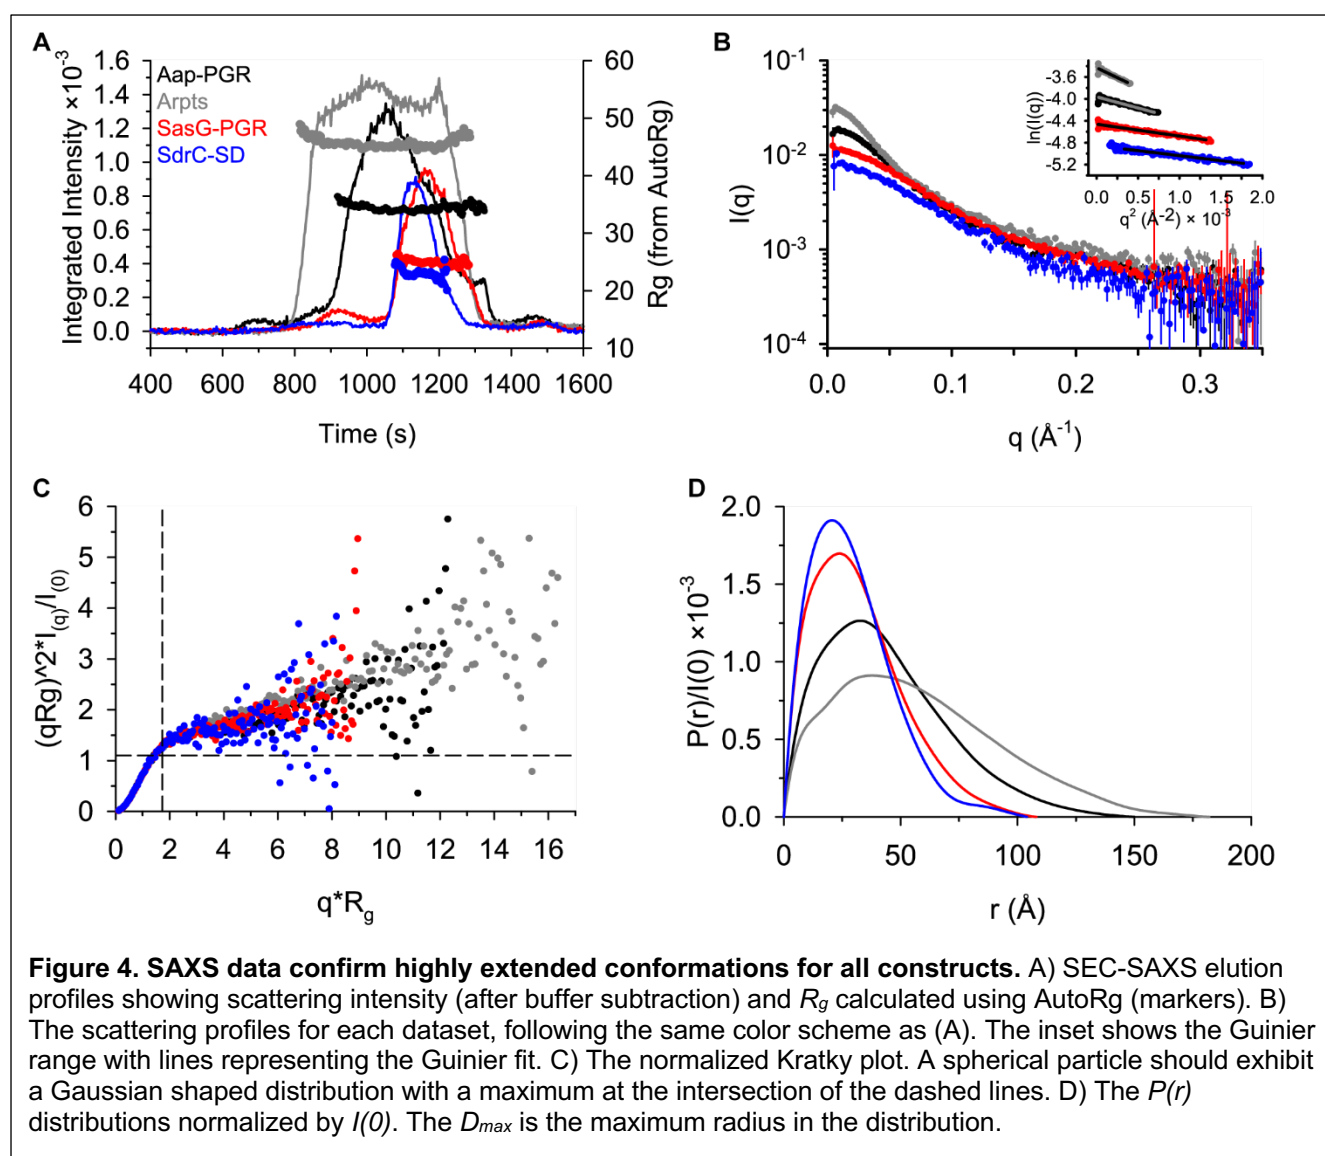 A
Integrated Intensity ×10⁻³
1.6
1.4
1.2
1.0
0.8
0.6
0.4
0.2
0.0
Aap-PGR
Arpts
SasG-PGR
SdrC-SD
60
50
40
30
20
10
Rg (from AutoRg)
400 600 800 1000 1200 1400 1600
Time (s)
B
I(q)
10⁻¹
10⁻²
10⁻³
10⁻⁴
0.0 0.1 0.2 0.3
q (Å⁻¹)
ln(I(q))
-3.6
-4.0
-4.4
-4.8
-5.2
0.0 0.5 1.0 1.5 2.0
q² (Å⁻²) × 10⁻³
C
(qRg)^2*I(q)/I(0)
6
5
4
3
2
1
0
0 2 4 6 8 10 12 14 16
q*Rg
D
P(r)/I(0) ×10⁻³
2.0
1.5
1.0
0.5
0.0
0 50 100 150 200
r (Å)
Figure 4. SAXS data confirm highly extended conformations for all constructs. A) SEC-SAXS elution
profiles showing scattering intensity (after buffer subtraction) and Rg calculated using AutoRg (markers). B)
The scattering profiles for each dataset, following the same color scheme as (A). The inset shows the Guinier
range with lines representing the Guinier fit. C) The normalized Kratky plot. A spherical particle should exhibit
a Gaussian shaped distribution with a maximum at the intersection of the dashed lines. D) The P(r)
distributions normalized by I(0). The Dmax is the maximum radius in the distribution.